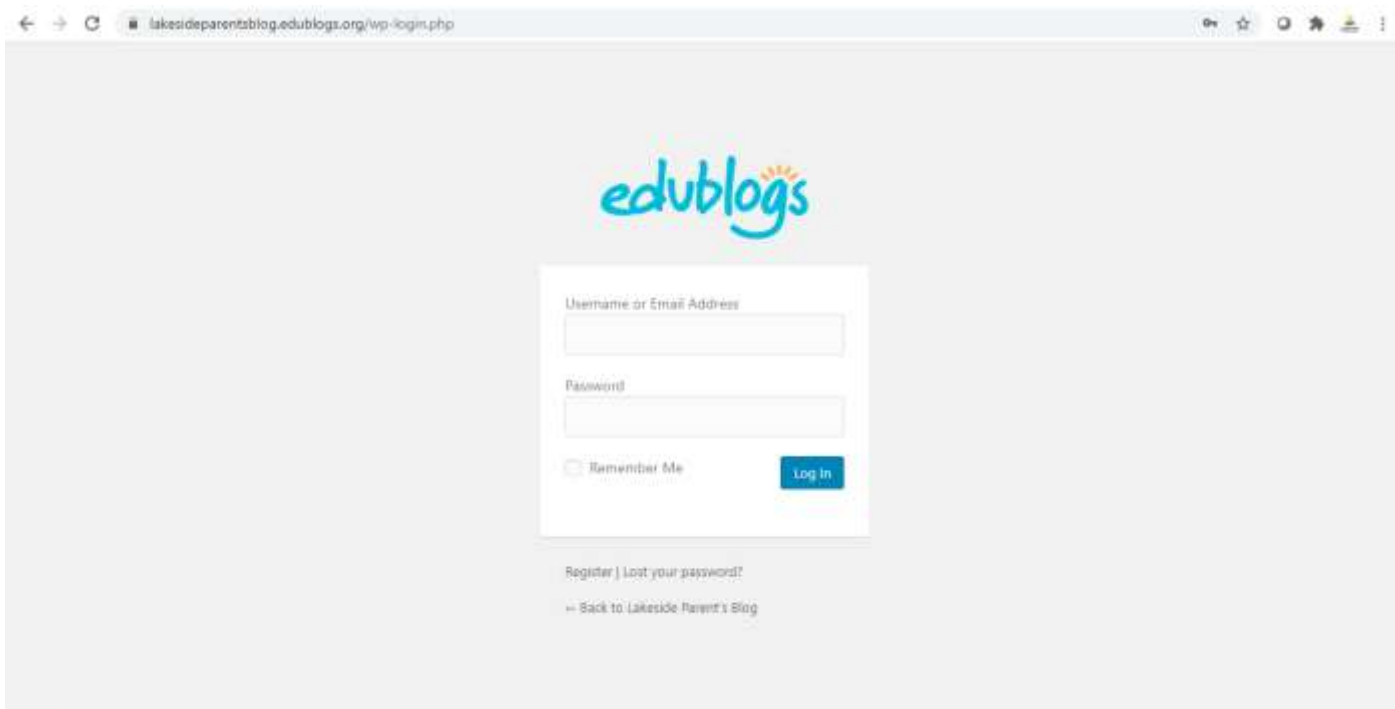 lakesideparentsblog.edublogs.org/wp-login.php
edublogs
Username or Email Address
Password
Remember Me
Log In
Register | Lost your password?
← Back to Lakeside Parent's Blog